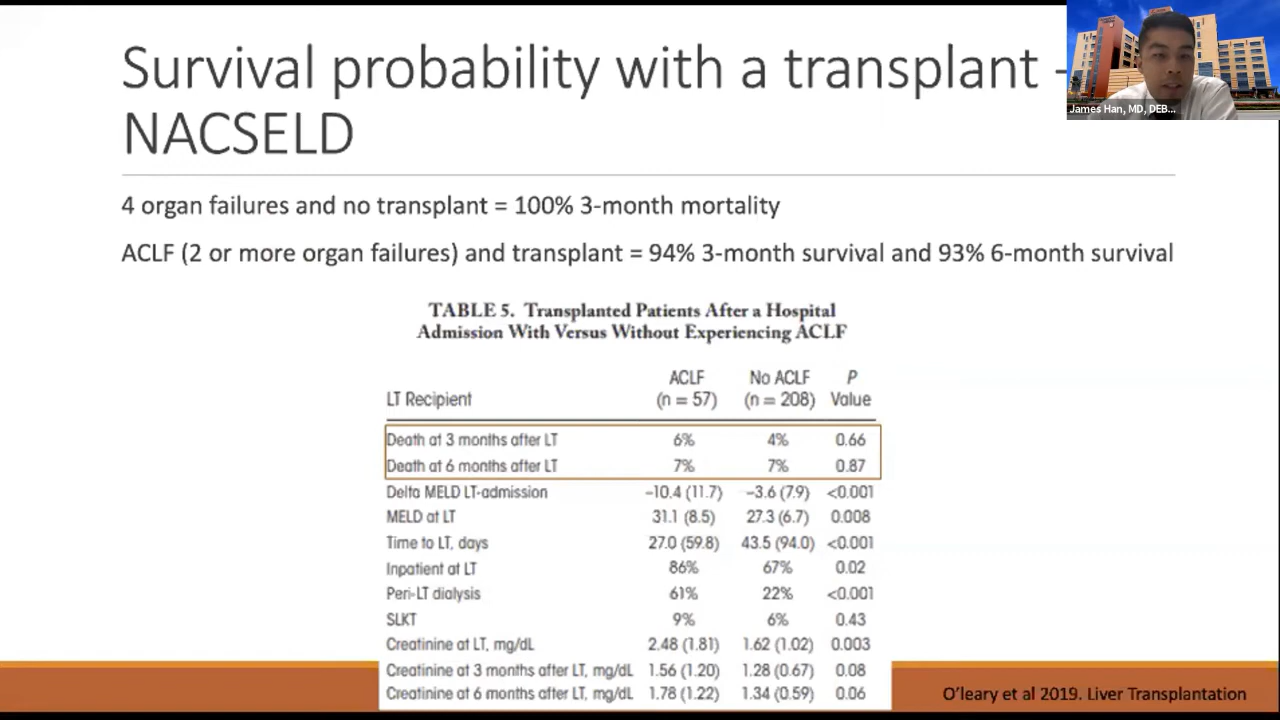 Survival probability with a transplant -
NACSELD
James Han, MD, DEB...
4 organ failures and no transplant = 100% 3-month mortality
ACLF (2 or more organ failures) and transplant = 94% 3-month survival and 93% 6-month survival
TABLE 5. Transplanted Patients After a Hospital
Admission With Versus Without Experiencing ACLF
LT Recipient ACLF (n = 57) No ACLF (n = 208) P Value
Death at 3 months after LT 6% 4% 0.66
Death at 6 months after LT 7% 7% 0.87
Delta MELD LT-admission −10.4 (11.7) −3.6 (7.9) <0.001
MELD at LT 31.1 (8.5) 27.3 (6.7) 0.008
Time to LT, days 27.0 (59.8) 43.5 (94.0) <0.001
Inpatient at LT 86% 67% 0.02
Peri-LT dialysis 61% 22% <0.001
SLKT 9% 6% 0.43
Creatinine at LT, mg/dL 2.48 (1.81) 1.62 (1.02) 0.003
Creatinine at 3 months after LT, mg/dL 1.56 (1.20) 1.28 (0.67) 0.08
Creatinine at 6 months after LT, mg/dL 1.78 (1.22) 1.34 (0.59) 0.06
O'leary et al 2019. Liver Transplantation